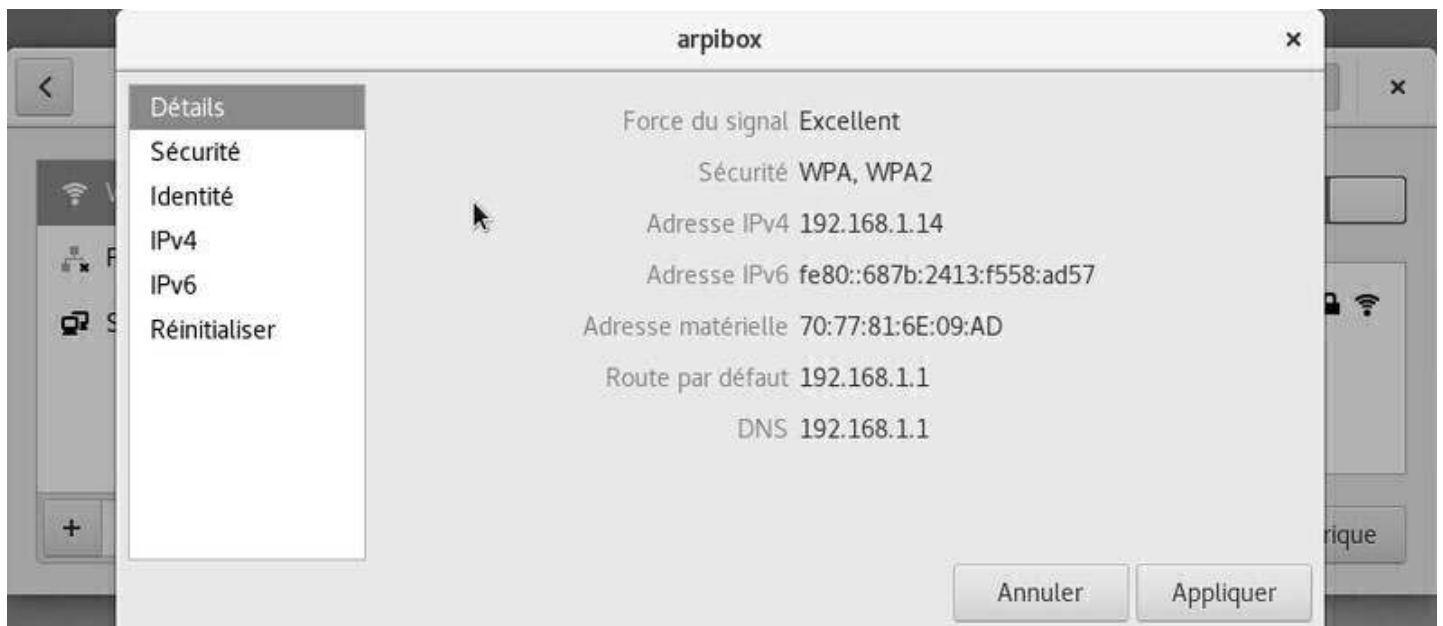 arpibox
Détails
Sécurité
Identité
IPv4
IPv6
Réinitialiser
Force du signal Excellent
Sécurité WPA, WPA2
Adresse IPv4 192.168.1.14
Adresse IPv6 fe80::687b:2413:f558:ad57
Adresse matérielle 70:77:81:6E:09:AD
Route par défaut 192.168.1.1
DNS 192.168.1.1
rique
Annuler Appliquer